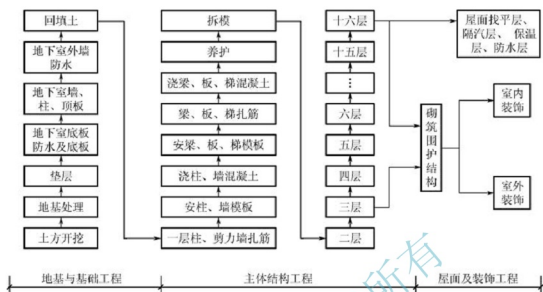 回填土
地下室外墙
防水
地下室墙、
柱、顶板
地下室底板
防水及底板
垫层
地基处理
土方开挖
拆模
养护
浇梁、板、梯混凝土
梁、板、梯扎筋
安梁、板、梯模板
浇柱、墙混凝土
安柱、墙模板
一层柱、剪力墙扎筋
十六层
十五层
⋮
六层
五层
四层
三层
二层
屋面找平层、
隔汽层、保温
层、防水层
砌筑围护结构
室内
装饰
室外
装饰
地基与基础工程
主体结构工程
屋面及装饰工程
所有